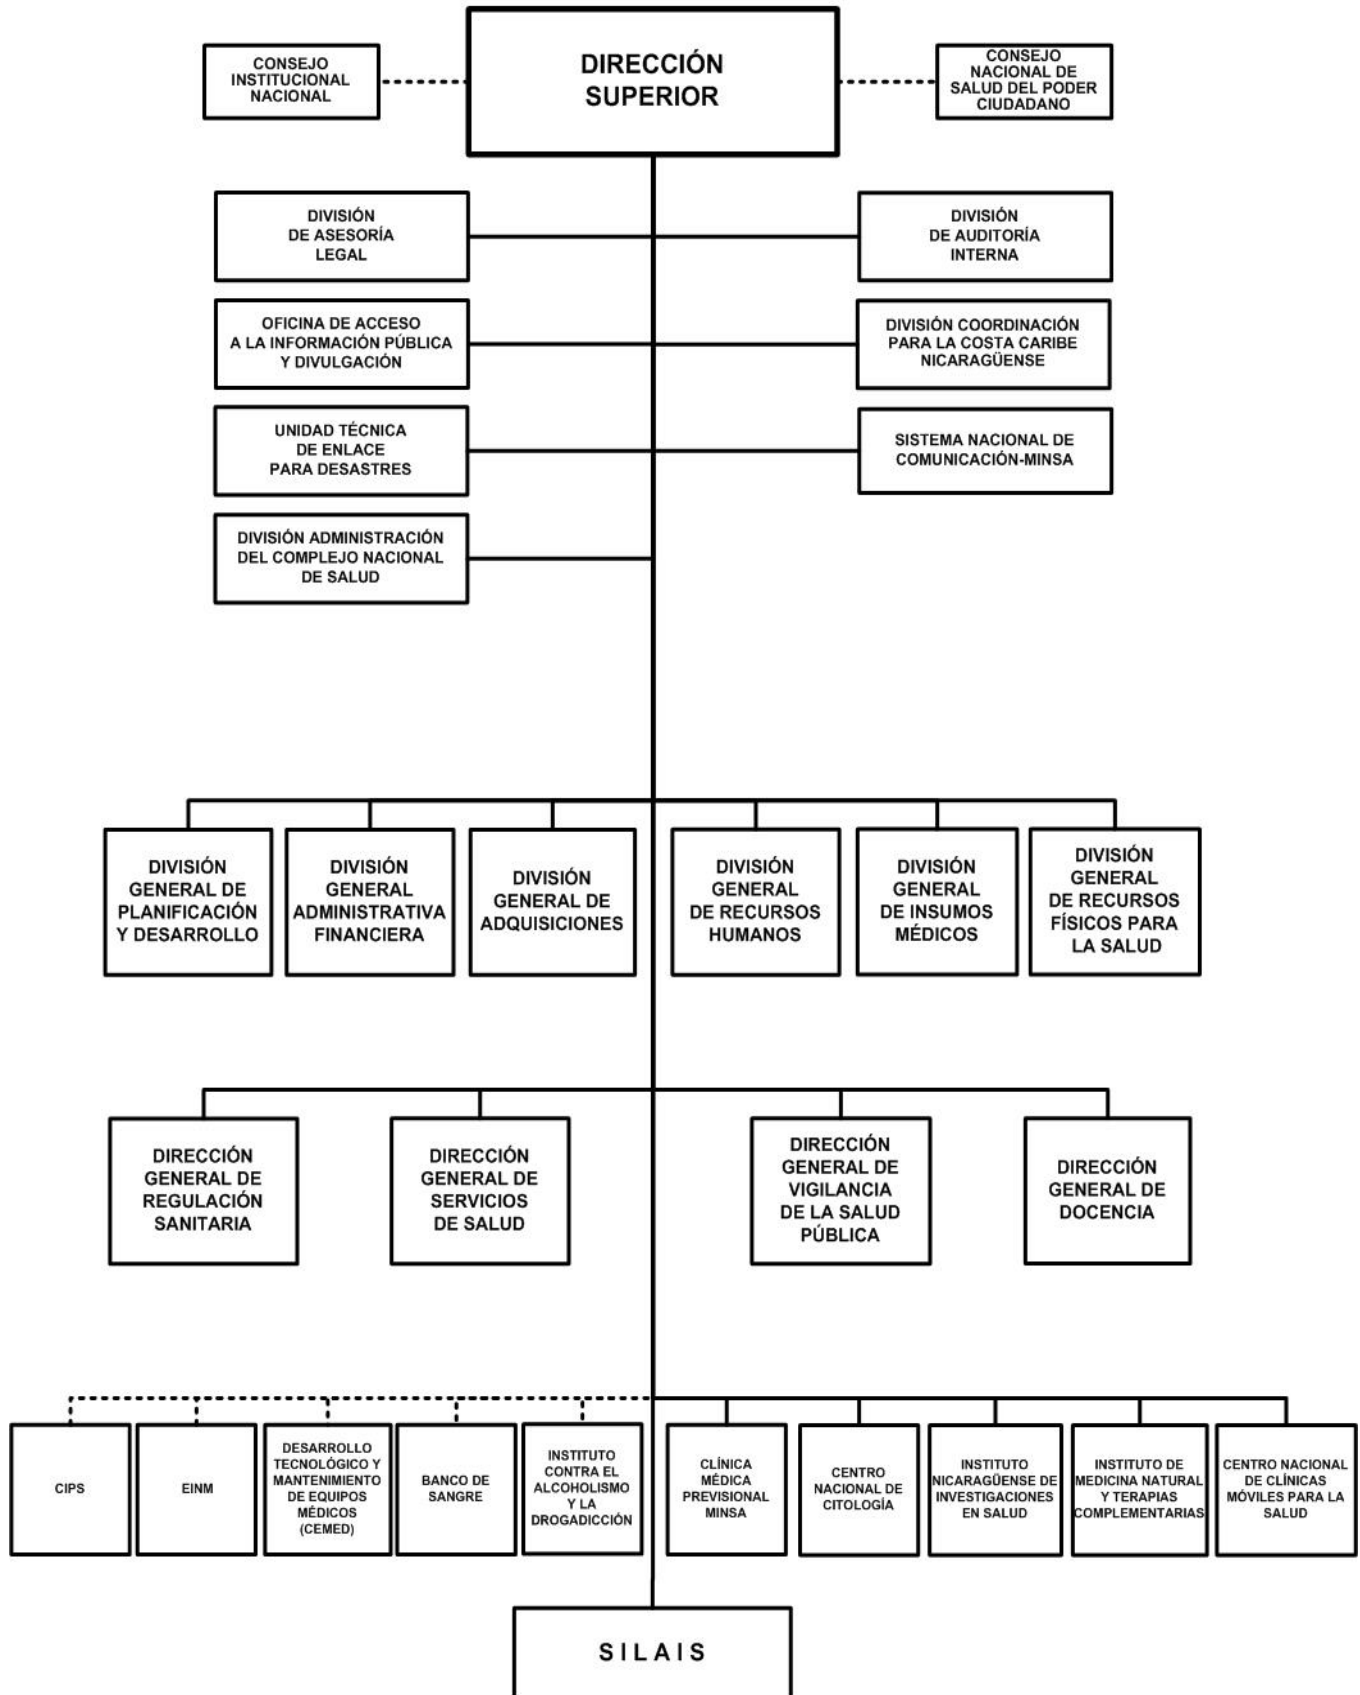 CONSEJO
INSTITUCIONAL
NACIONAL
DIRECCIÓN
SUPERIOR
CONSEJO
NACIONAL DE
SALUD DEL PODER
CIUDADANO
DIVISIÓN
DE ASESORÍA
LEGAL
DIVISIÓN
DE AUDITORÍA
INTERNA
OFICINA DE ACCESO
A LA INFORMACIÓN PÚBLICA
Y DIVULGACIÓN
DIVISIÓN COORDINACIÓN
PARA LA COSTA CARIBE
NICARAGÜENSE
UNIDAD TÉCNICA
DE ENLACE
PARA DESASTRES
SISTEMA NACIONAL DE
COMUNICACIÓN-MINSA
DIVISIÓN ADMINISTRACIÓN
DEL COMPLEJO NACIONAL
DE SALUD
DIVISIÓN
GENERAL DE
PLANIFICACIÓN
Y DESARROLLO
DIVISIÓN
GENERAL
ADMINISTRATIVA
FINANCIERA
DIVISIÓN
GENERAL DE
ADQUISICIONES
DIVISIÓN
GENERAL
DE RECURSOS
HUMANOS
DIVISIÓN
GENERAL
DE INSUMOS
MÉDICOS
DIVISIÓN
GENERAL
DE RECURSOS
FÍSICOS PARA
LA SALUD
DIRECCIÓN
GENERAL DE
REGULACIÓN
SANITARIA
DIRECCIÓN
GENERAL DE
SERVICIOS
DE SALUD
DIRECCIÓN
GENERAL DE
VIGILANCIA
DE LA SALUD
PÚBLICA
DIRECCIÓN
GENERAL DE
DOCENCIA
CIPS
EINM
DESARROLLO
TECNOLÓGICO Y
MANTENIMIENTO
DE EQUIPOS
MÉDICOS
(CEMED)
BANCO DE
SANGRE
INSTITUTO
CONTRA EL
ALCOHOLISMO
Y LA
DROGADICCIÓN
CLÍNICA
MÉDICA
PREVISIONAL
MINSA
CENTRO
NACIONAL DE
CITOLOGÍA
INSTITUTO
NICARAGÜENSE DE
INVESTIGACIONES
EN SALUD
INSTITUTO DE
MEDICINA NATURAL
Y TERAPIAS
COMPLEMENTARIAS
CENTRO NACIONAL
DE CLÍNICAS
MÓVILES PARA LA
SALUD
SILAIS